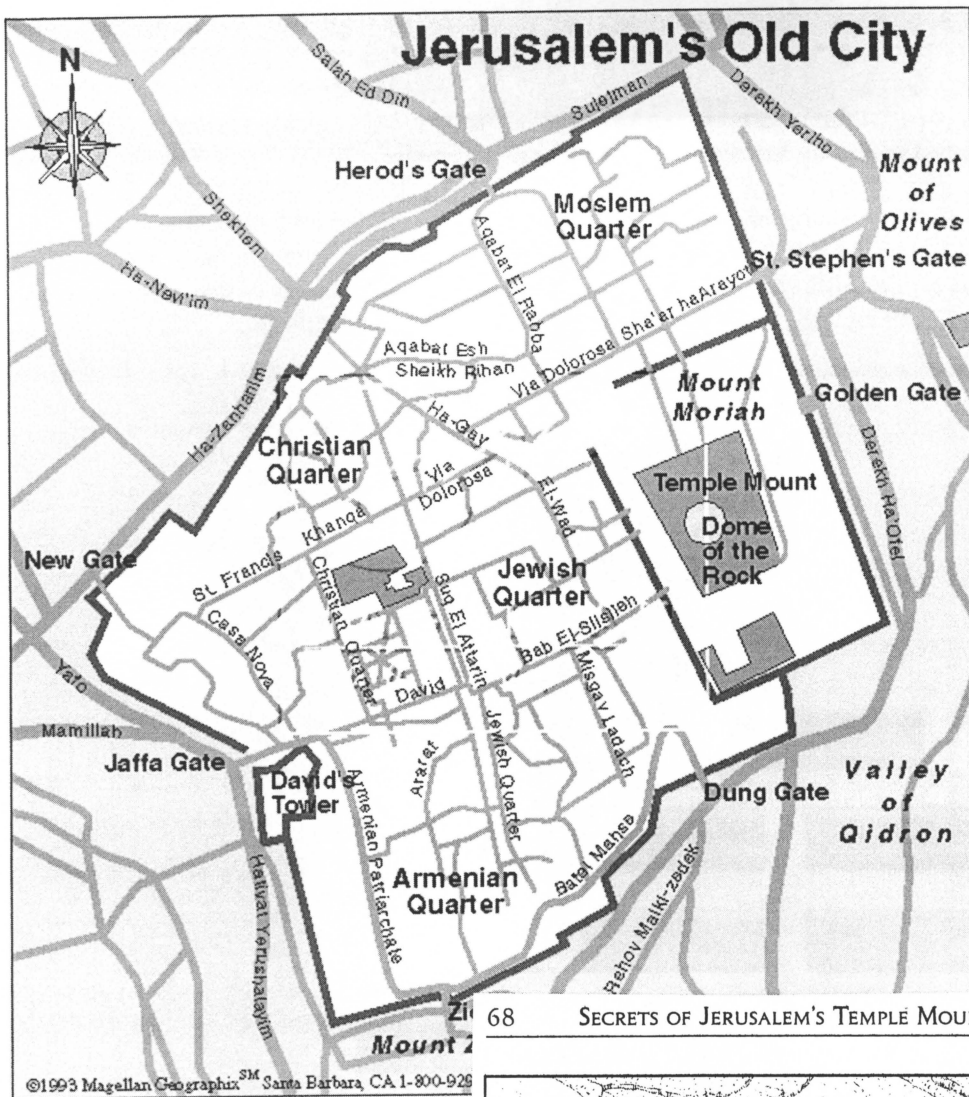 Jerusalem's Old City
N
Salah Ed Din
Suleiman
Derekh Yeriho
Herod's Gate
Mount
of
Olives
Moslem
Quarter
Shekhem
Aqabat El Rahba
St. Stephen's Gate
Ha-Nevi'im
Via Dolorosa Sha'ar haArayot
Aqabat Esh
Sheikh Rihan
Mount
Moriah
Golden Gate
Ha-Zanhanim
Ha-Gay
Christian
Quarter
Via
Dolorosa
Derekh Ha'Ofel
El-Wad
Temple Mount
Dome
of the
Rock
Khanqa
New Gate
St. Francis
Jewish
Quarter
Christian Quarter
Suq El Attarin
Casa Nova
Bab El-Silsileh
Yafo
David
Misgav Ladach
Mamillah
Jaffa Gate
David's
Tower
Ararat
Jewish Quarter
Dung Gate
Valley
of
Qidron
Armenian Patriarchate
Armenian
Quarter
Batei Mahse
Hativat Yerushalayim
Rehov Malki-zedek
Mount
68 SECRETS OF JERUSALEM'S TEMPLE MOU
©1993 Magellan Geographix SM Santa Barbara, CA 1-800-929